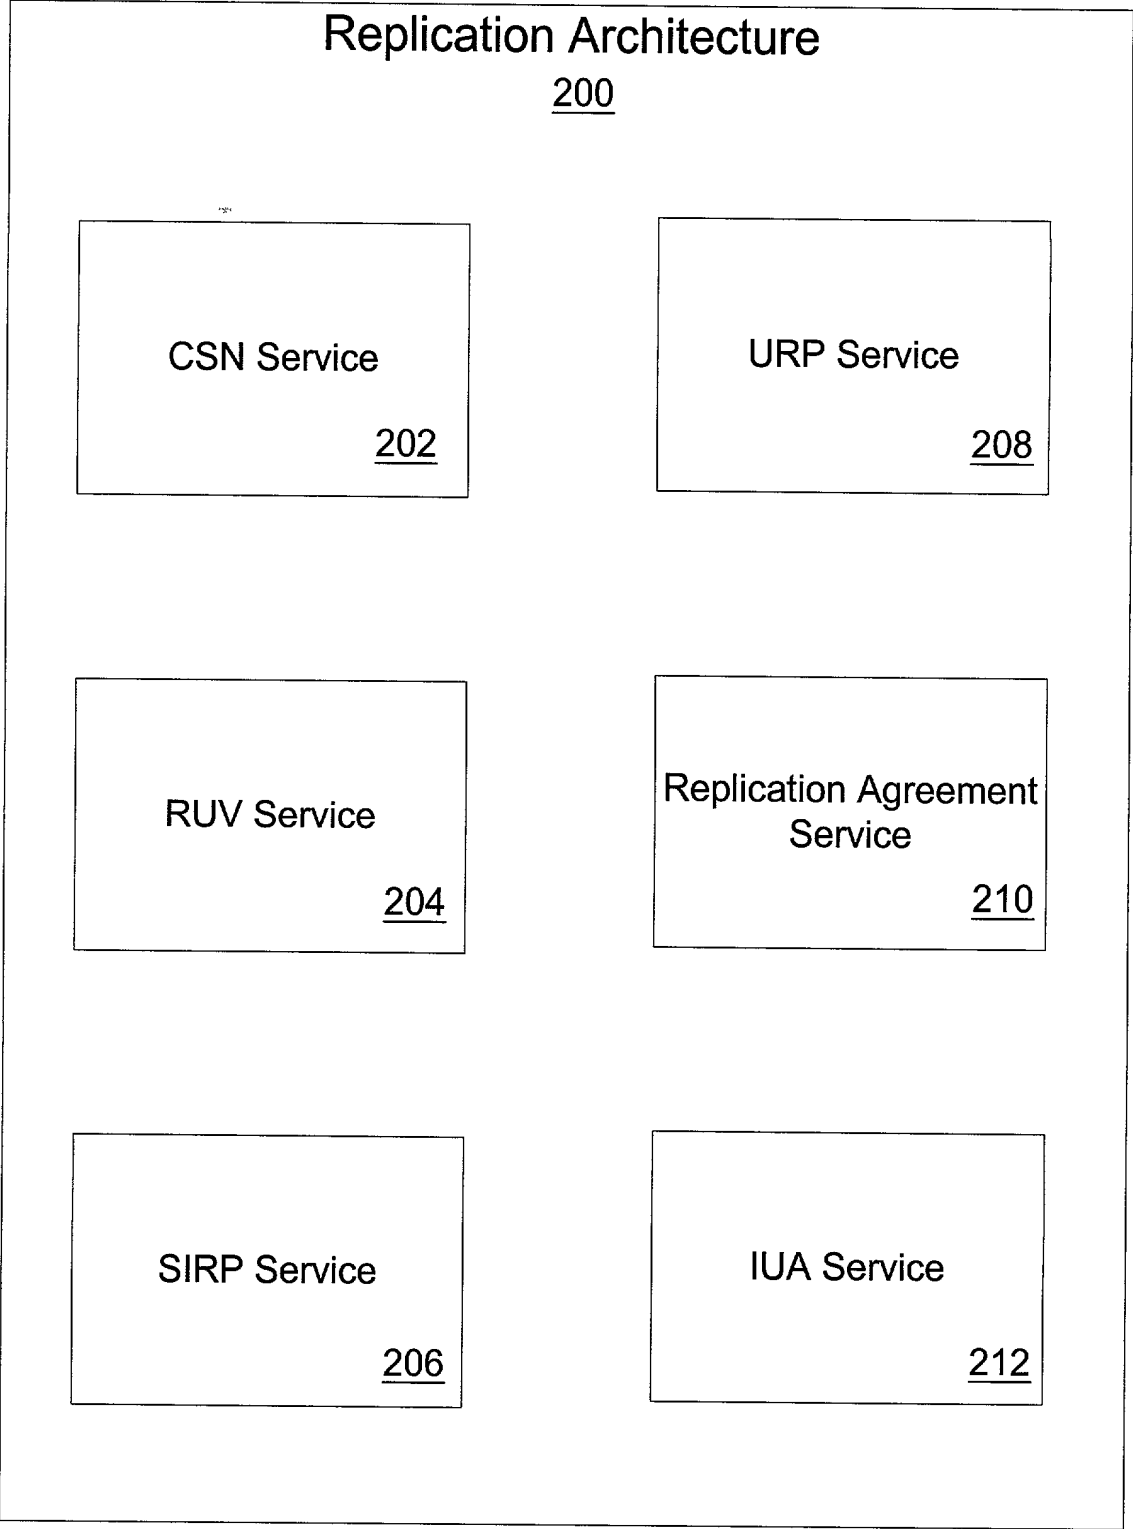 Replication Architecture
200
CSN Service
202
URP Service
208
RUV Service
204
Replication Agreement
Service
210
SIRP Service
206
IUA Service
212